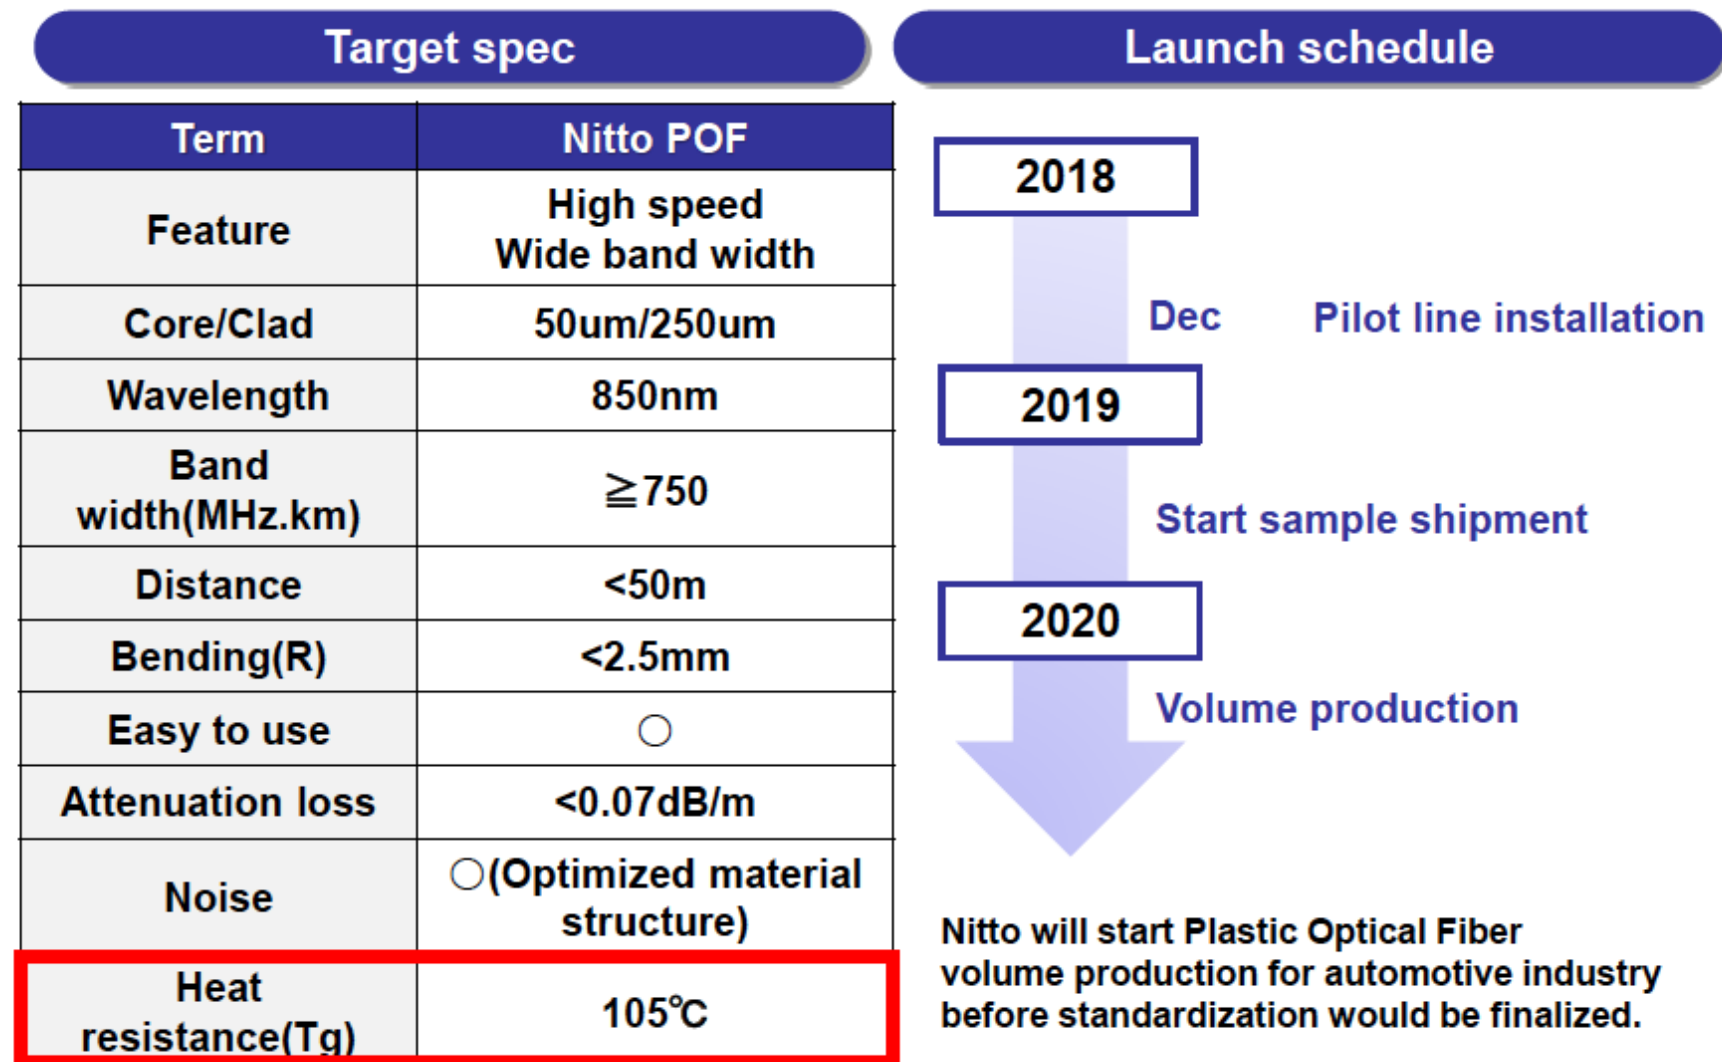 Target spec
Term Nitto POF
Feature High speed
Wide band width
Core/Clad 50um/250um
Wavelength 850nm
Band
width(MHz.km) ≧750
Distance <50m
Bending(R) <2.5mm
Easy to use ○
Attenuation loss <0.07dB/m
Noise ○(Optimized material
structure)
Heat
resistance(Tg) 105℃
Launch schedule
2018
Dec Pilot line installation
2019
Start sample shipment
2020
Volume production
Nitto will start Plastic Optical Fiber
volume production for automotive industry
before standardization would be finalized.